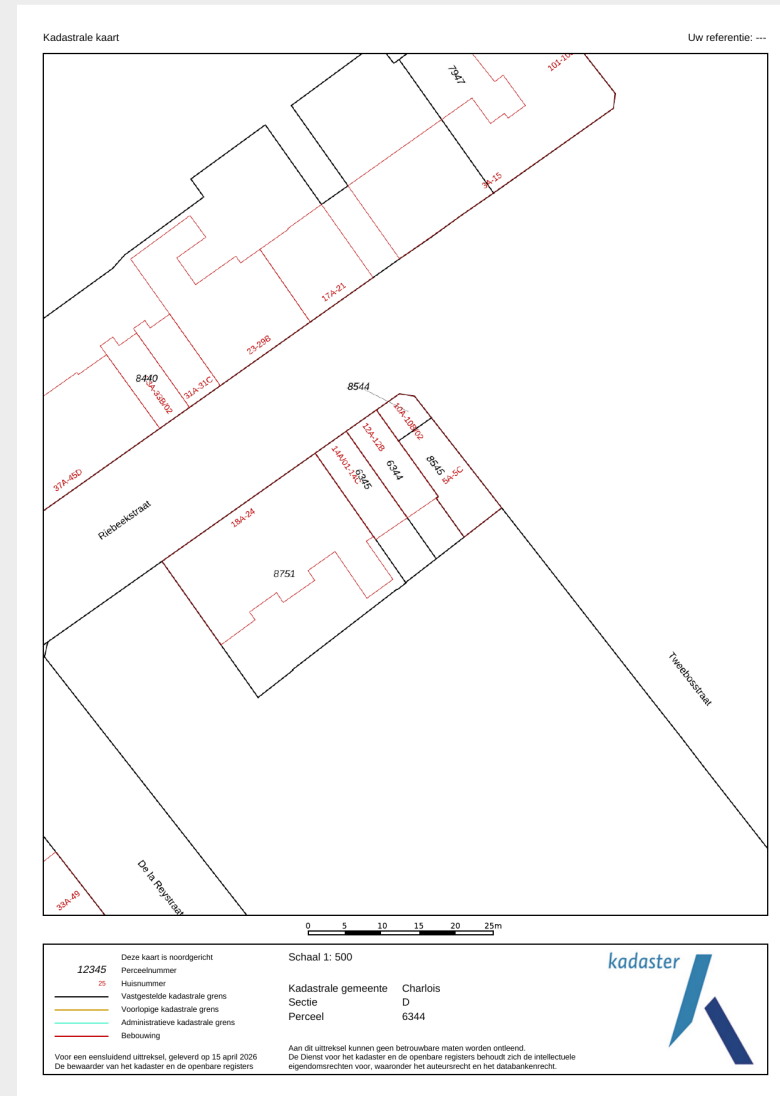 Kadastrale kaart
Uw referentie: ---
7947
3A-15
17A-21
23-29B
8440
31A-31C
37A-45D
8544
12A-12B
6344
6345
8545
5A-5C
Riebeekstraat
18A-24
8751
Tweebosstraat
De la Reystraat
33A-49
0 5 10 15 20 25m
Deze kaart is noordgericht
12345 Perceelnummer
25 Huisnummer
Vastgestelde kadastrale grens
Voorlopige kadastrale grens
Administratieve kadastrale grens
Bebouwing
Voor een eensluidend uittreksel, geleverd op 15 april 2026
De bewaarder van het kadaster en de openbare registers
Schaal 1: 500
Kadastrale gemeente Charlois
Sectie D
Perceel 6344
Aan dit uittreksel kunnen geen betrouwbare maten worden ontleend.
De Dienst voor het kadaster en de openbare registers behoudt zich de intellectuele
eigendomsrechten voor, waaronder het auteursrecht en het databankenrecht.
kadaster